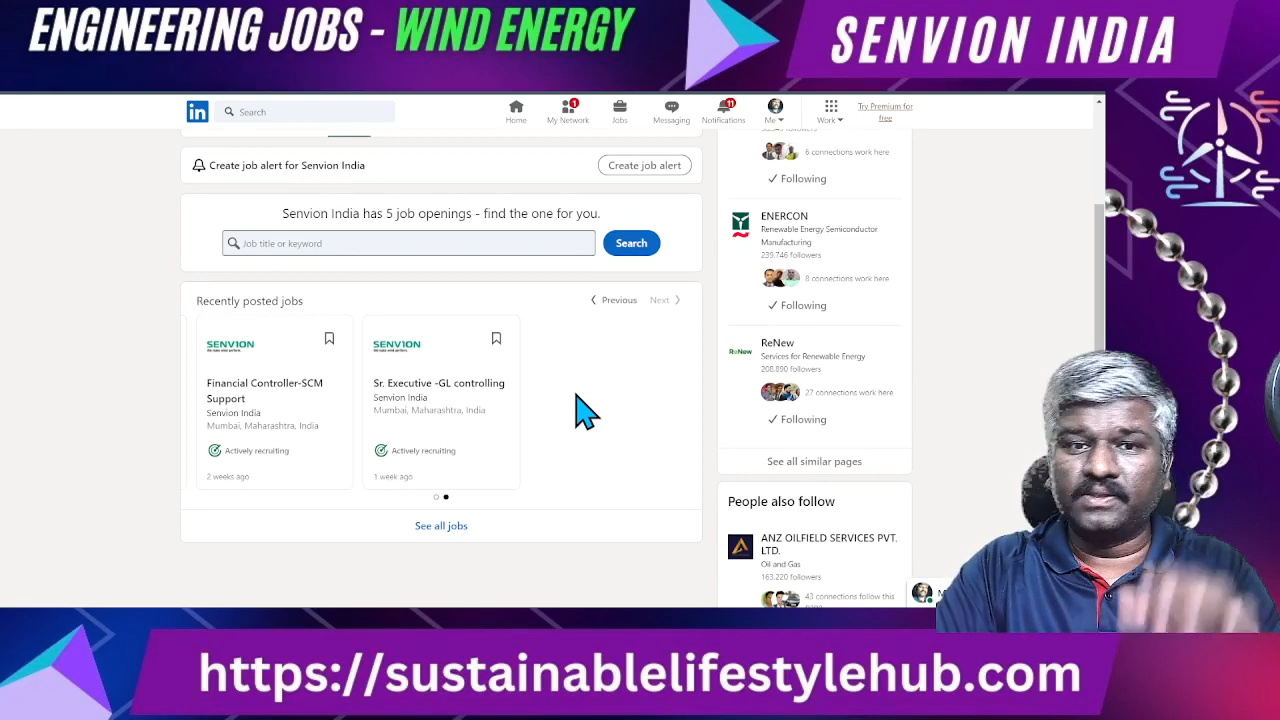 ENGINEERING JOBS - WIND ENERGY
SENVION INDIA
in
Search
Home
1
My Network
Jobs
Messaging
11
Notifications
Me
Work
Try Premium for
free
Create job alert for Senvion India
Create job alert
Senvion India has 5 job openings - find the one for you.
Job title or keyword
Search
Recently posted jobs
Previous
Next
SENVION
Financial Controller-SCM
Support
Senvion India
Mumbai, Maharashtra, India
Actively recruiting
2 weeks ago
SENVION
Sr. Executive -GL controlling
Senvion India
Mumbai, Maharashtra, India
Actively recruiting
1 week ago
See all jobs
6 connections work here
Following
ENERCON
Renewable Energy Semiconductor
Manufacturing
239,746 followers
8 connections work here
Following
ReNew
ReNew
Services for Renewable Energy
208,890 followers
27 connections work here
Following
See all similar pages
People also follow
ANZ OILFIELD SERVICES PVT.
LTD.
Oil and Gas
163,220 followers
43 connections follow this
https://sustainablelifestylehub.com